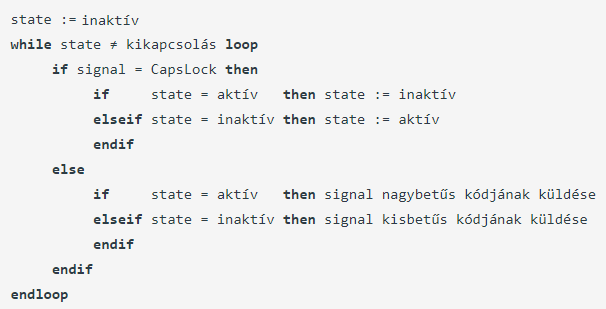 state := inaktív
while state ≠ kikapcsolás loop
if signal = CapsLock then
if state = aktív then state := inaktív
elseif state = inaktív then state := aktív
endif
else
if state = aktív then signal nagybetűs kódjának küldése
elseif state = inaktív then signal kisbetűs kódjának küldése
endif
endif
endloop